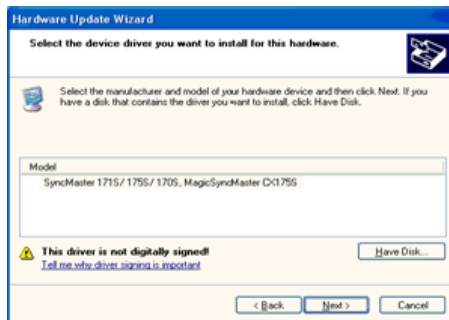 Hardware Update Wizard
Select the device driver you want to install for this hardware.
Select the manufacturer and model of your hardware device and then click Next. If you
have a disk that contains the driver you want to install, click Have Disk.
Model
SyncMaster 171S/ 175S/ 170S, MagicSyncMaster CX175S
This driver is not digitally signed!
Tell me why driver signing is important
Have Disk...
< Back
Next >
Cancel